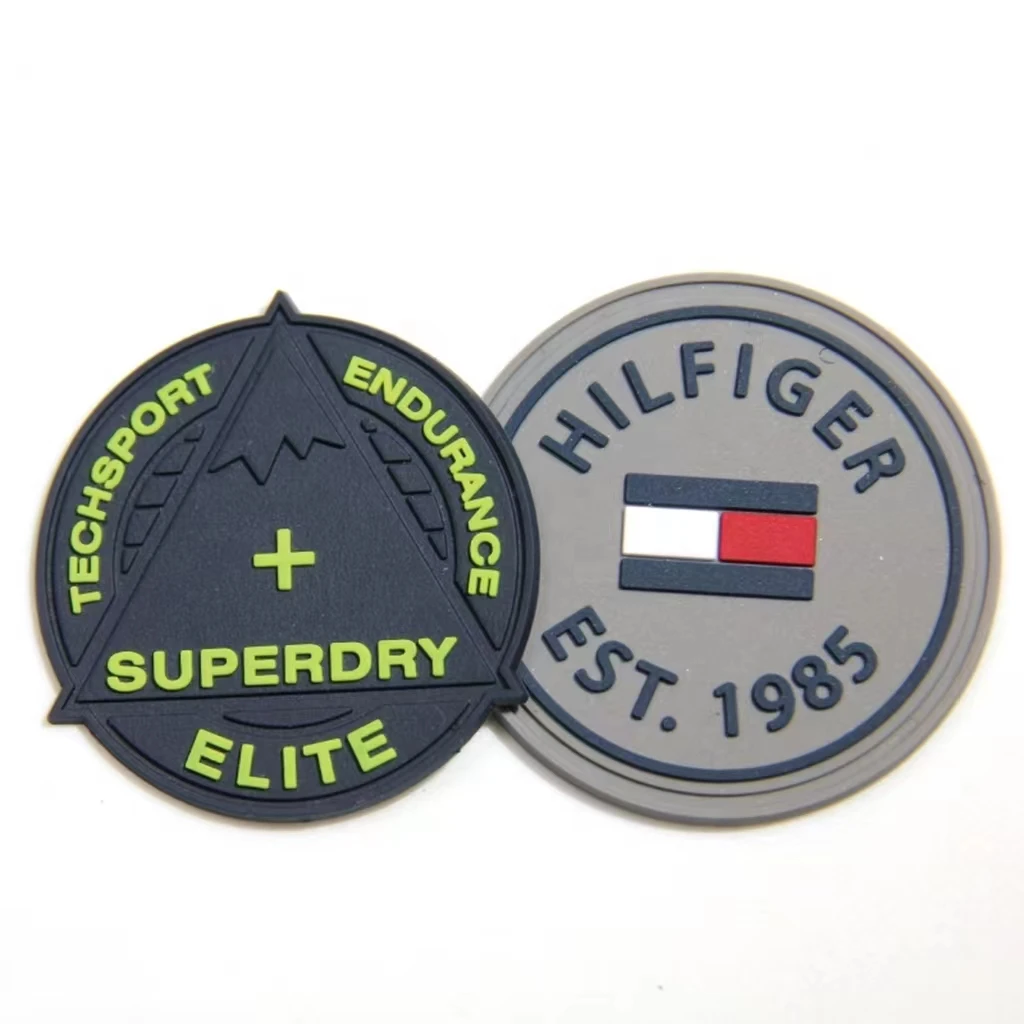 TECHSPORT
ENDURANCE
+
SUPERDRY
ELITE
HILFIGER
EST. 1985